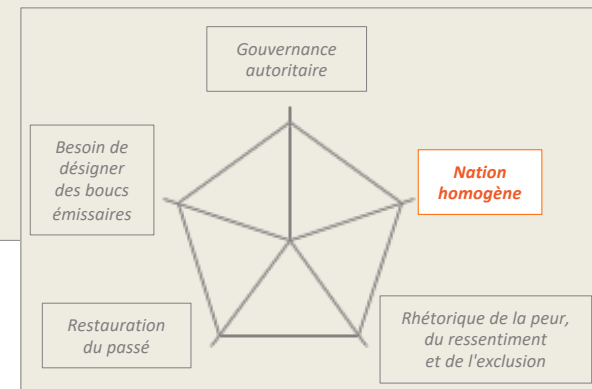 Gouvernance
autoritaire
Besoin de
désigner
des boucs
émissaires
Nation
homogène
Restauration
du passé
Rhétorique de la peur,
du ressentiment
et de l'exclusion